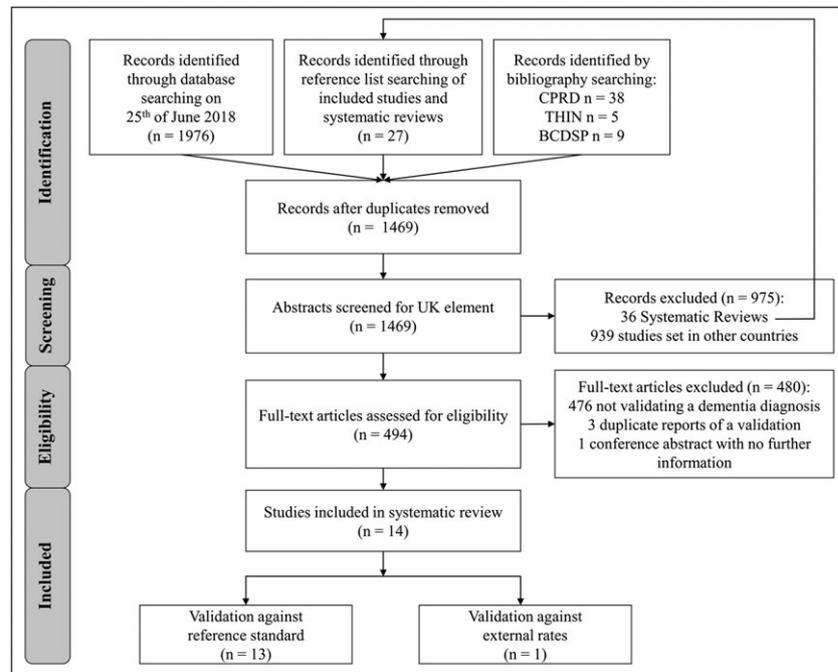 Identification
Records identified
through database
searching on
25th of June 2018
(n = 1976)
Records identified through
reference list searching of
included studies and
systematic reviews
(n = 27)
Records identified by
bibliography searching:
CPRD n = 38
THIN n = 5
BCDSP n = 9
Records after duplicates removed
(n = 1469)
Screening
Abstracts screened for UK element
(n = 1469)
Records excluded (n = 975):
36 Systematic Reviews
939 studies set in other countries
Eligibility
Full-text articles assessed for eligibility
(n = 494)
Full-text articles excluded (n = 480):
476 not validating a dementia diagnosis
3 duplicate reports of a validation
1 conference abstract with no further
information
Included
Studies included in systematic review
(n = 14)
Validation against
reference standard
(n = 13)
Validation against
external rates
(n = 1)